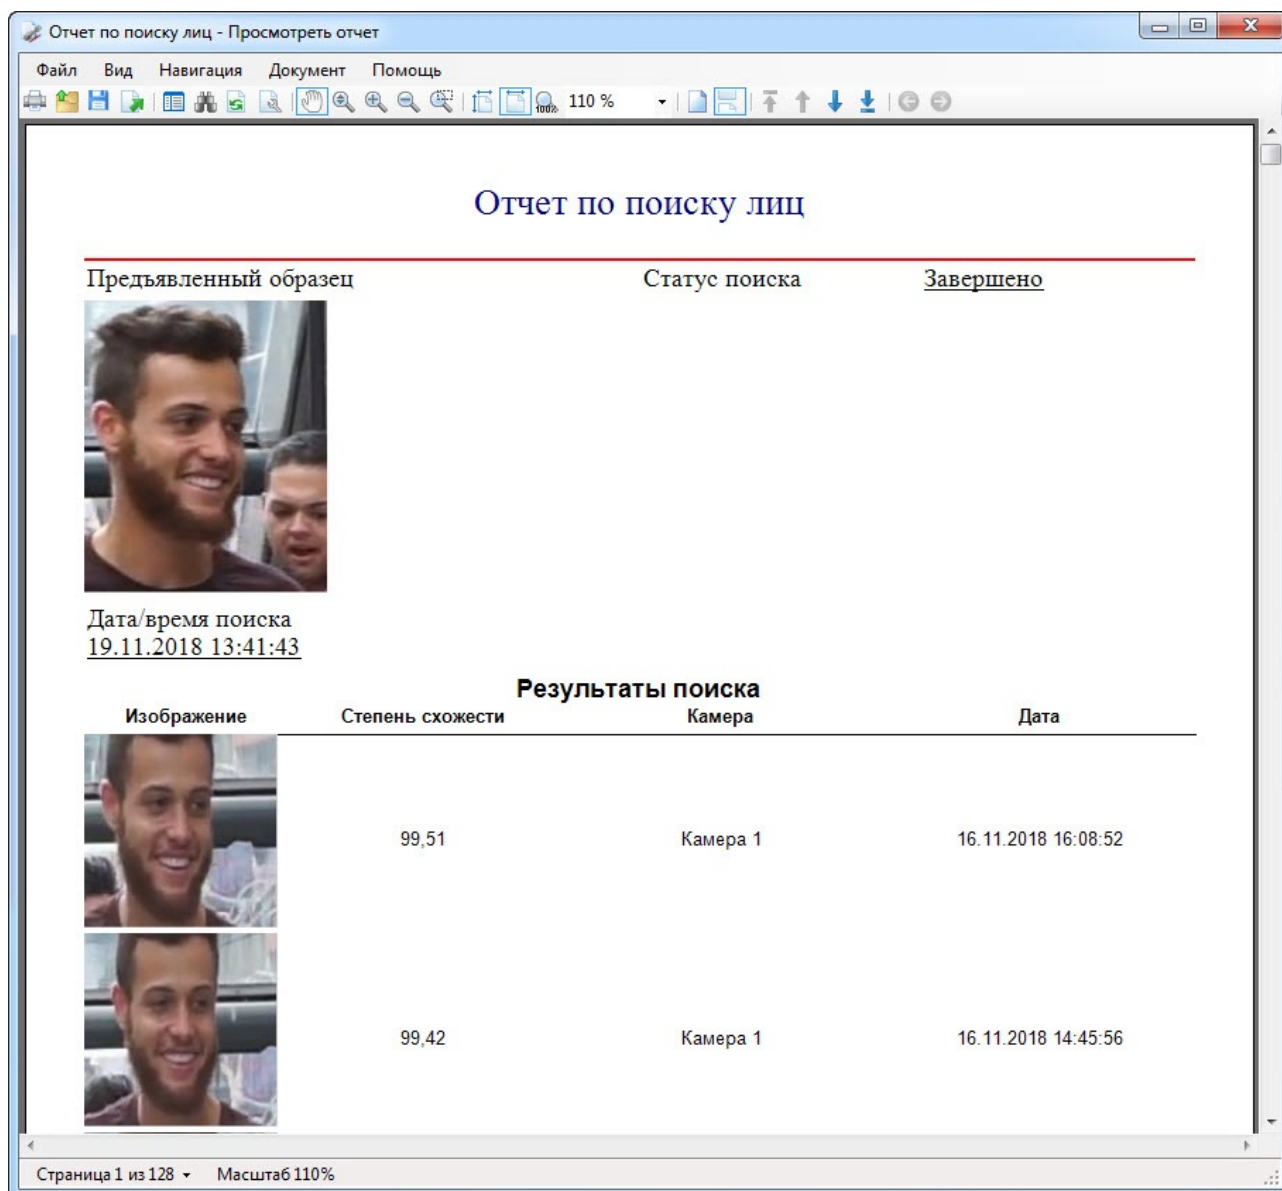 Отчет по поиску лиц - Просмотреть отчет
Файл Вид Навигация Документ Помощь
100% 110 %
Отчет по поиску лиц
Предъявленный образец Статус поиска Завершено
Дата/время поиска
19.11.2018 13:41:43
Результаты поиска
Изображение Степень схожести Камера Дата
99,51 Камера 1 16.11.2018 16:08:52
99,42 Камера 1 16.11.2018 14:45:56
Страница 1 из 128 Масштаб 110%